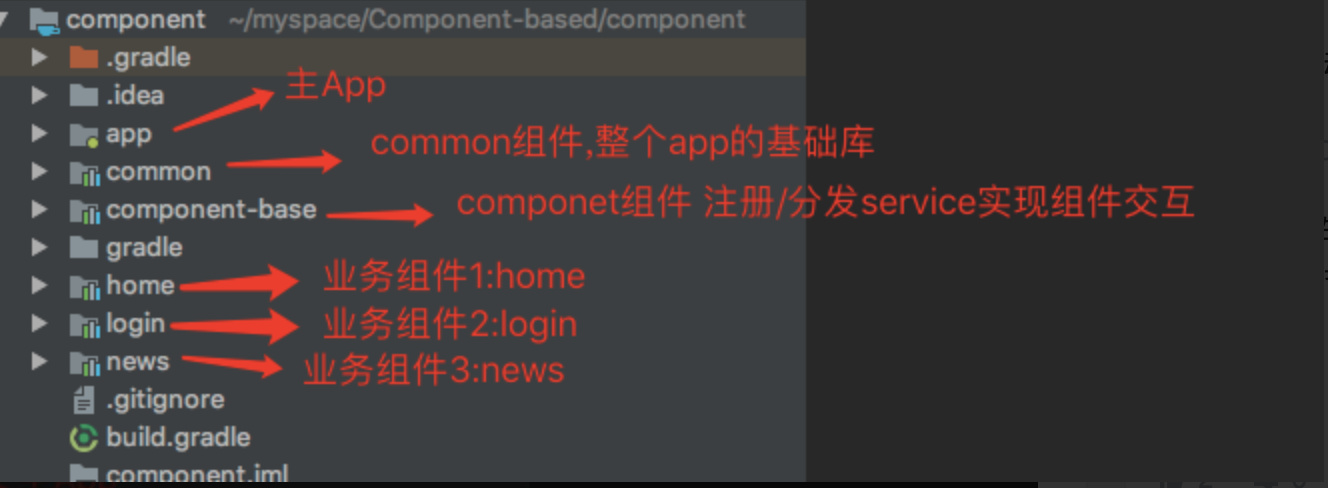 component ~/myspace/Component-based/component
.gradle
主App
.idea
app
common组件,整个app的基础库
common
componet组件 注册/分发service实现组件交互
component-base
gradle
home
业务组件1:home
login
业务组件2:login
news
业务组件3:news
.gitignore
build.gradle
component.iml